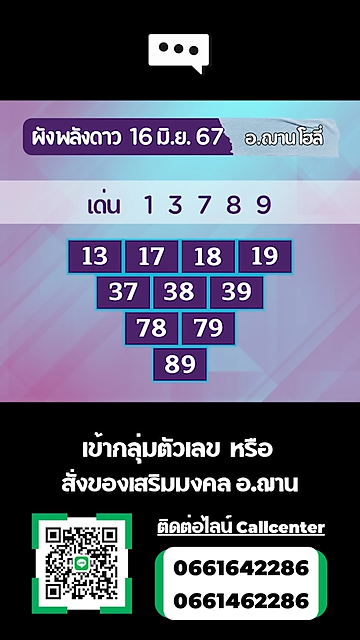 ผังพลังดาว 16 มิ.ย. 67 อ.ฌาน โฮลี่
เด่น 1 3 7 8 9
13 17 18 19
37 38 39
78 79
89
เข้ากลุ่มตัวเลข หรือ
สั่งของเสริมมงคล อ.ฌาน
ติดต่อไลน์ Callcenter
0661642286
0661462286